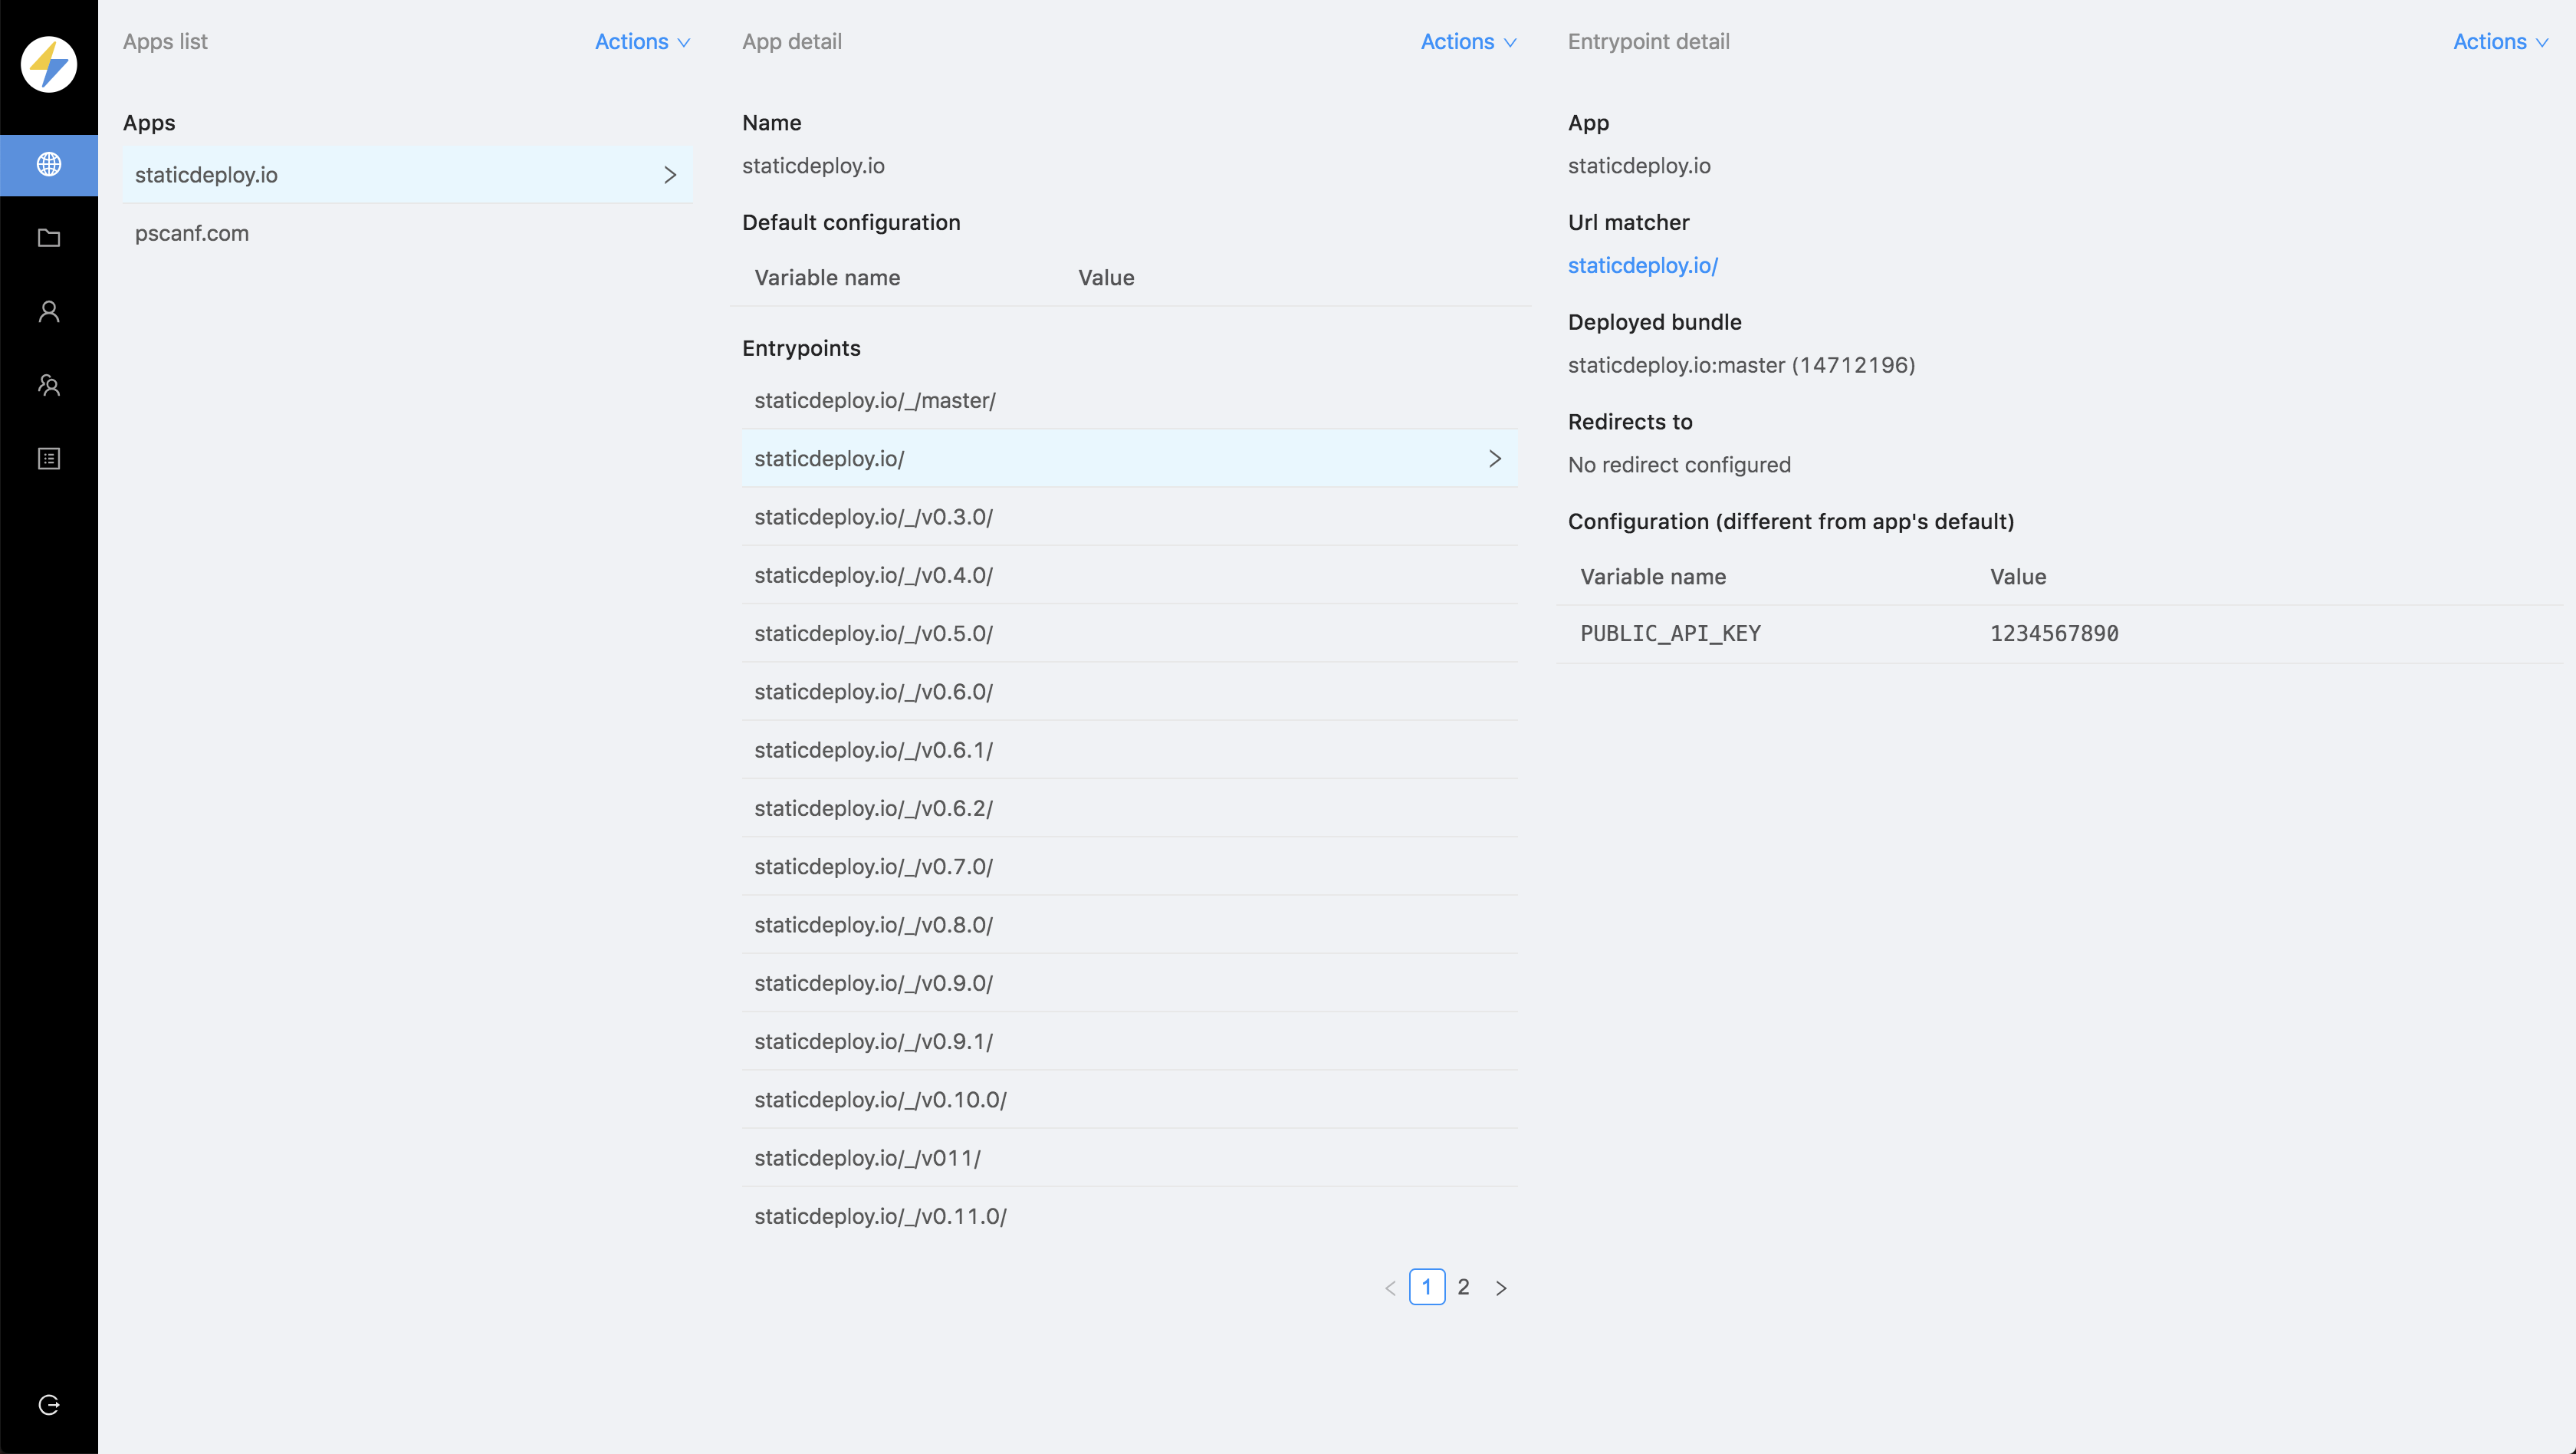 Apps list
Actions
Apps
staticdeploy.io
pscanf.com
App detail
Actions
Name
staticdeploy.io
Default configuration
Variable name Value
Entrypoints
staticdeploy.io/_/master/
staticdeploy.io/
staticdeploy.io/_/v0.3.0/
staticdeploy.io/_/v0.4.0/
staticdeploy.io/_/v0.5.0/
staticdeploy.io/_/v0.6.0/
staticdeploy.io/_/v0.6.1/
staticdeploy.io/_/v0.6.2/
staticdeploy.io/_/v0.7.0/
staticdeploy.io/_/v0.8.0/
staticdeploy.io/_/v0.9.0/
staticdeploy.io/_/v0.9.1/
staticdeploy.io/_/v0.10.0/
staticdeploy.io/_/v011/
staticdeploy.io/_/v0.11.0/
1 2
Entrypoint detail
Actions
App
staticdeploy.io
Url matcher
staticdeploy.io/
Deployed bundle
staticdeploy.io:master (14712196)
Redirects to
No redirect configured
Configuration (different from app's default)
Variable name Value
PUBLIC_API_KEY 1234567890